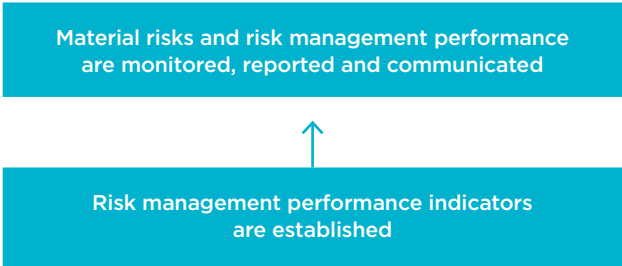 Material risks and risk management performance
are monitored, reported and communicated
Risk management performance indicators
are established